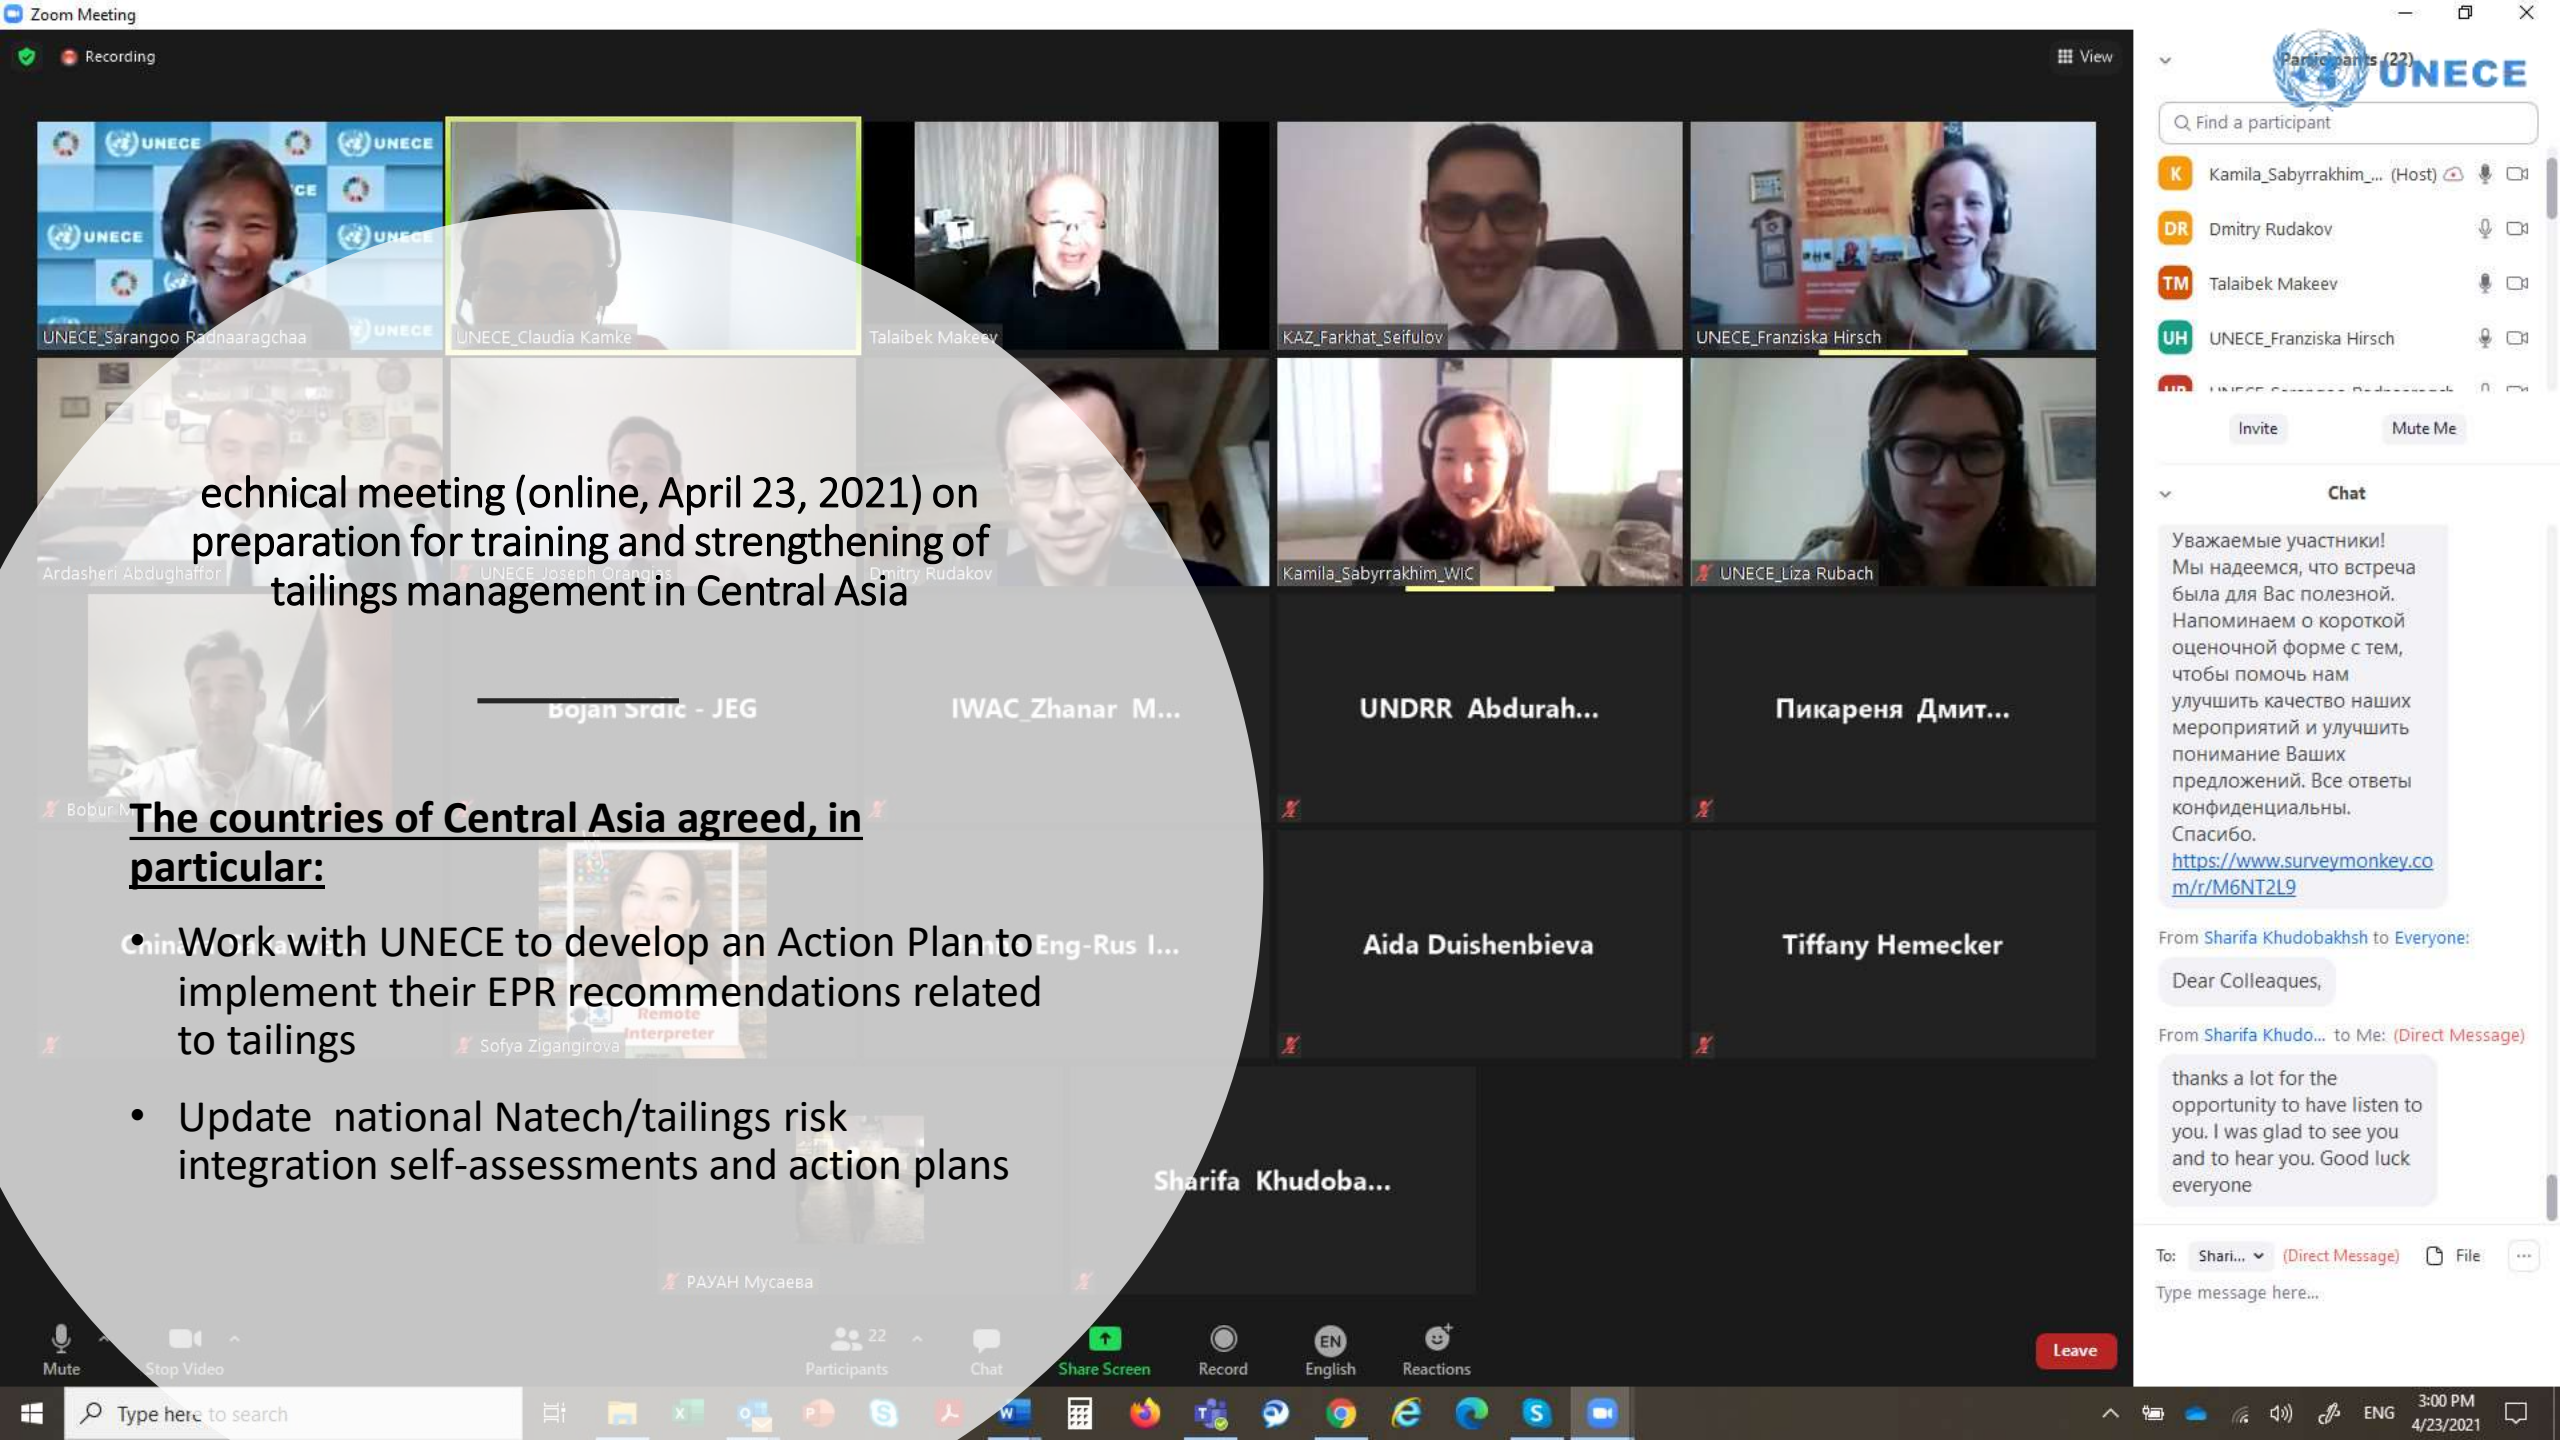 Zoom Meeting
Recording
View
UNECE
UNECE
UNECE
UNECE
UNECE_Sarangoo Radnaaragchaa
UNECE_Claudia Kamke
Talaibek Makeev
KAZ_Farkhat_Seifulov
UNECE_Franziska Hirsch
Ardasheri Abdughaffor
UNECE_Joseph Orangias
Dmitry Rudakov
Kamila_Sabyrrakhim_WIC
UNECE_Liza Rubach
echnical meeting (online, April 23, 2021) on
preparation for training and strengthening of
tailings management in Central Asia
Bobur
Bojan Srdic - JEG
IWAC_Zhanar M...
UNDRR Abdurah...
Пикареня Дмит...
The countries of Central Asia agreed, in
particular:
• Work with UNECE to develop an Action Plan to
implement their EPR recommendations related
to tailings
• Update national Natech/tailings risk
integration self-assessments and action plans
Eng-Rus I...
Aida Duishenbieva
Tiffany Hemecker
Remote
Interpreter
Sofya Zigangirova
РАУАН Мусаева
Sharifa Khudoba...
Mute
Stop Video
22
Participants
Chat
Share Screen
Record
EN
English
Reactions
Leave
Participants (22)
UNECE
Find a participant
K Kamila_Sabyrrakhim_... (Host)
DR Dmitry Rudakov
TM Talaibek Makeev
UH UNECE_Franziska Hirsch
Invite
Mute Me
Chat
Уважаемые участники!
Мы надеемся, что встреча
была для Вас полезной.
Напоминаем о короткой
оценочной форме с тем,
чтобы помочь нам
улучшить качество наших
мероприятий и улучшить
понимание Ваших
предложений. Все ответы
конфиденциальны.
Спасибо.
https://www.surveymonkey.co
m/r/M6NT2L9
From Sharifa Khudobakhsh to Everyone:
Dear Colleaques,
From Sharifa Khudo... to Me: (Direct Message)
thanks a lot for the
opportunity to have listen to
you. I was glad to see you
and to hear you. Good luck
everyone
To: Shari... (Direct Message) File
Type message here...
Type here to search
ENG
3:00 PM
4/23/2021